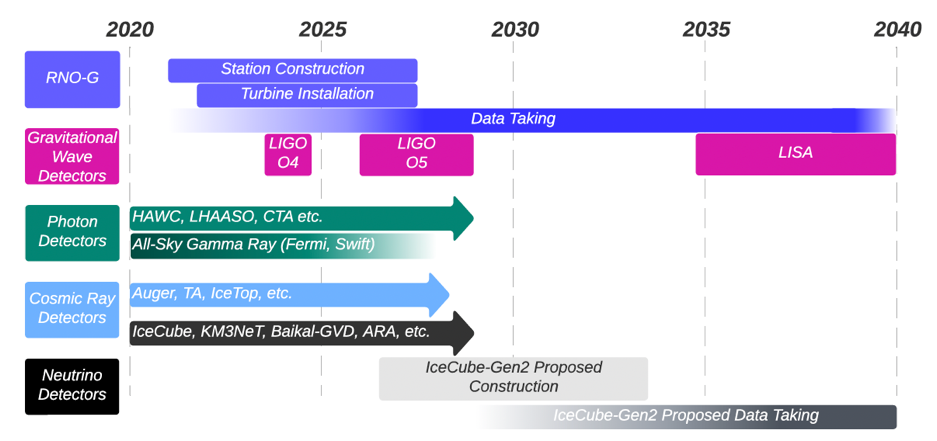 2020 2025 2030 2035 2040
RNO-G
Station Construction
Turbine Installation
Data Taking
Gravitational
Wave
Detectors
LIGO
O4
LIGO
O5
LISA
Photon
Detectors
HAWC, LHAASO, CTA etc.
All-Sky Gamma Ray (Fermi, Swift)
Cosmic Ray
Detectors
Auger, TA, IceTop, etc.
IceCube, KM3NeT, Baikal-GVD, ARA, etc.
Neutrino
Detectors
IceCube-Gen2 Proposed
Construction
IceCube-Gen2 Proposed Data Taking